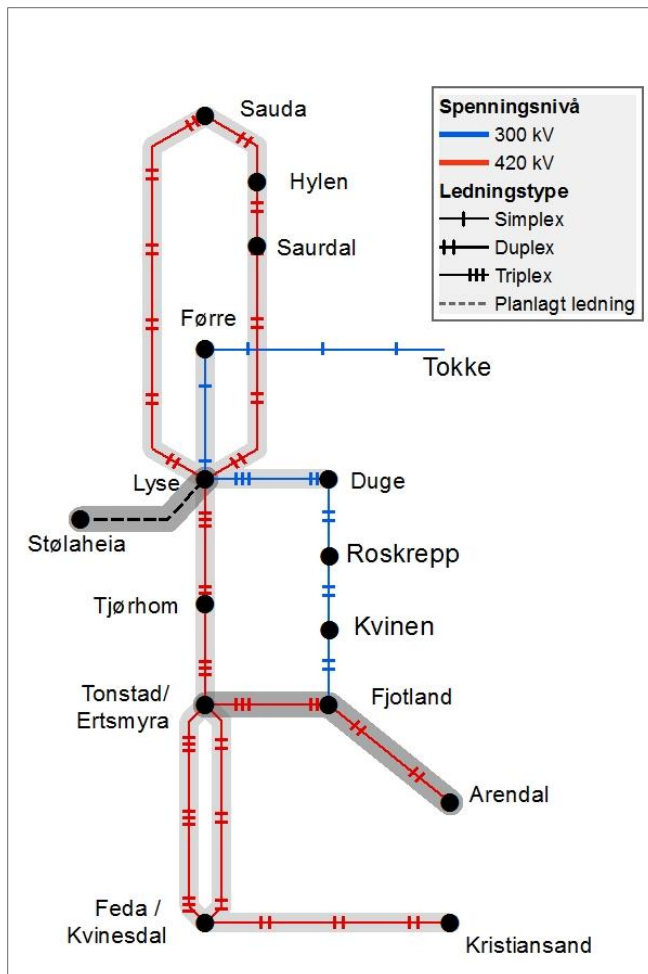 Sauda
Spenningsnivå
300 kV
420 kV
Ledningstype
Simplex
Duplex
Triplex
Planlagt ledning
Hylen
Saurdal
Førre
Tokke
Lyse
Duge
Stølaheia
Roskrepp
Tjørhom
Kvinen
Tonstad/
Ertsmyra
Fjotland
Arendal
Feda /
Kvinesdal
Kristiansand